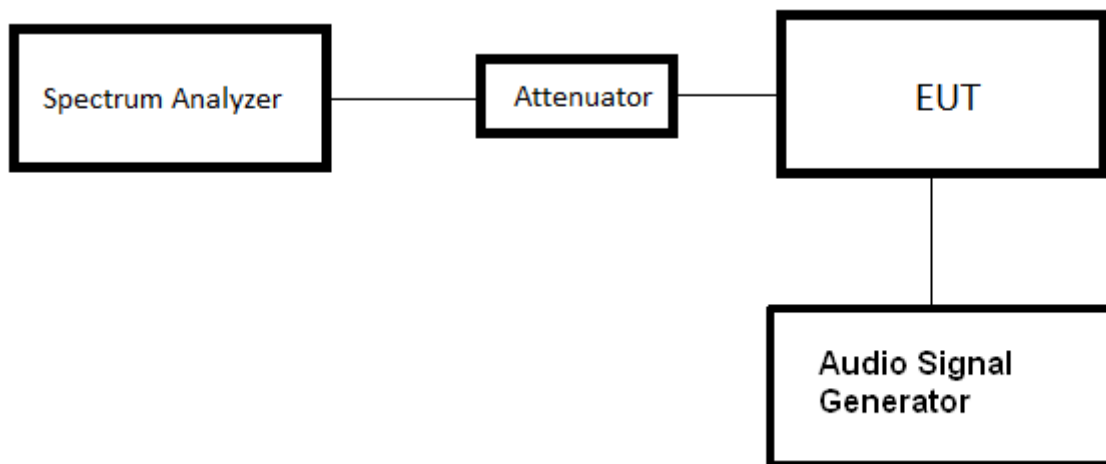 Spectrum Analyzer
Attenuator
EUT
Audio Signal
Generator